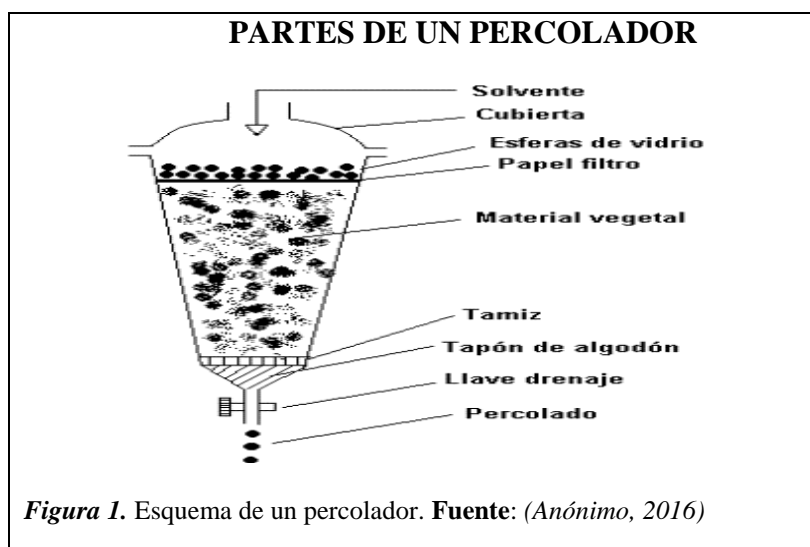 PARTES DE UN PERCOLADOR
Solvente
Cubierta
Esferas de vidrio
Papel filtro
Material vegetal
Tamiz
Tapón de algodón
Llave drenaje
Percolado
Figura 1. Esquema de un percolador. Fuente: (Anónimo, 2016)